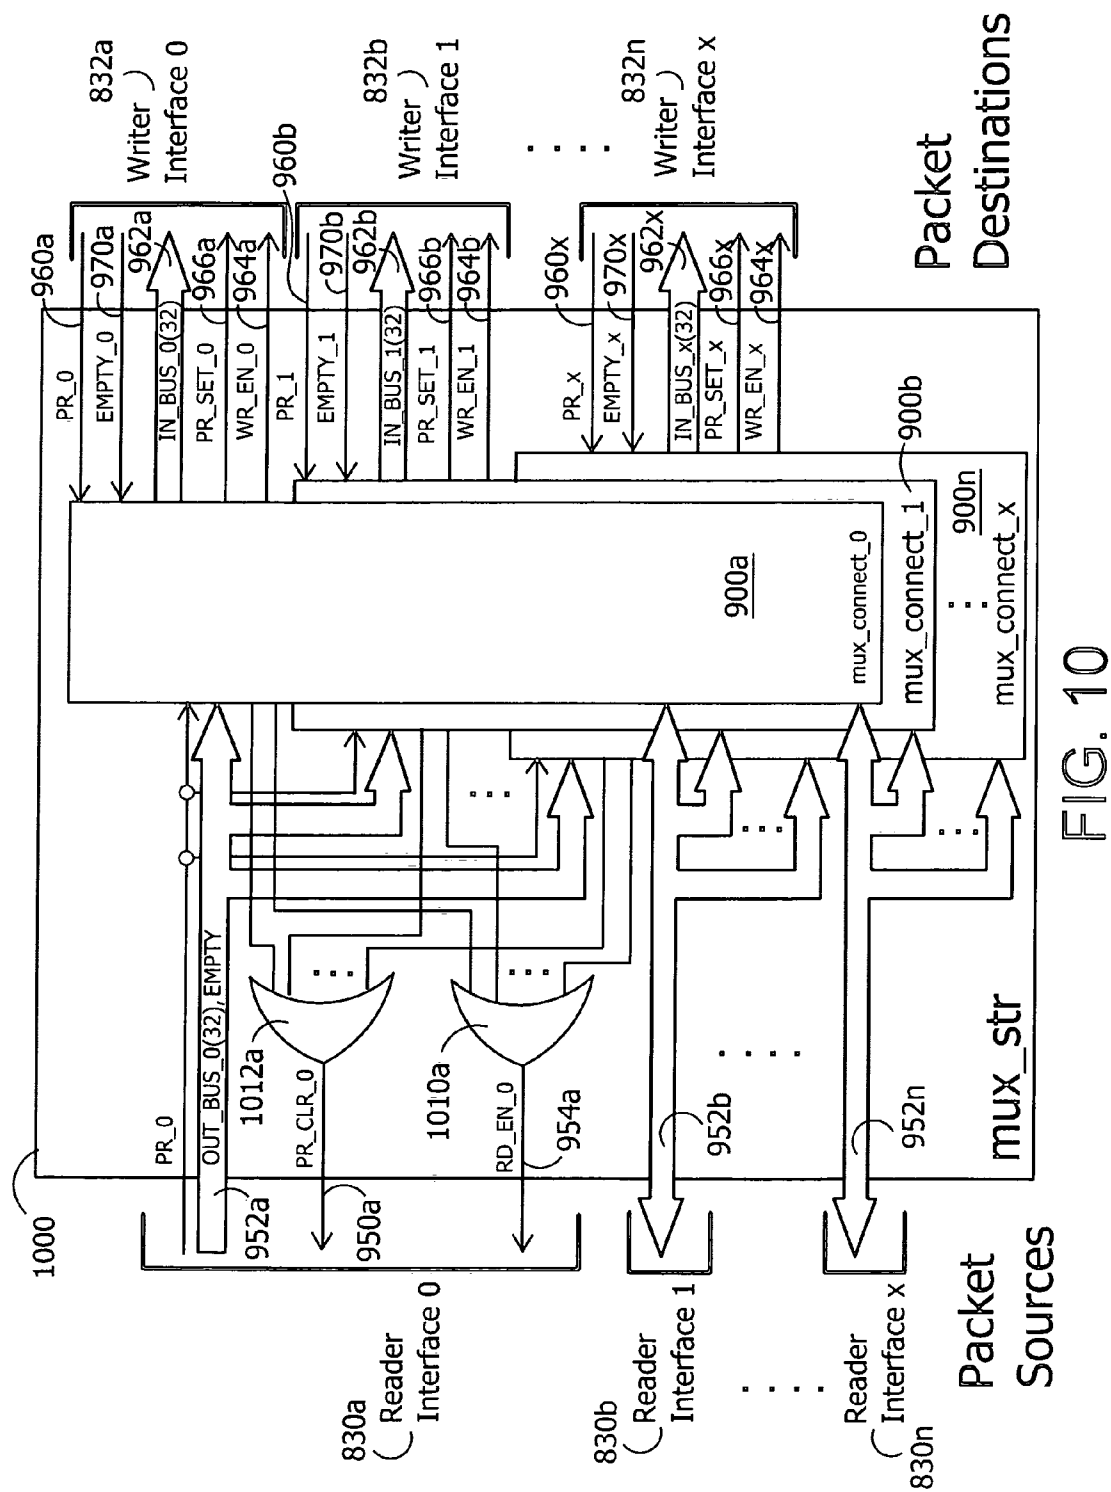 1000
830a
Reader
Interface 0
830b
Reader
Interface 1
Reader
Interface x
830n
Packet
Sources
PR_0
OUT_BUS_0(32), EMPTY
952a
1012a
PR_CLR_0
950a
1010a
RD_EN_0
954a
952b
952n
mux_str
900a
mux_connect_0
mux_connect_1
900b
900n
mux_connect_x
PR_0
EMPTY_0
IN_BUS_0(32)
PR_SET_0
WR_EN_0
960a
970a
962a
966a
964a
832a
Writer
Interface 0
PR_1
EMPTY_1
IN_BUS_1(32)
PR_SET_1
WR_EN_1
960b
970b
962b
966b
964b
832b
Writer
Interface 1
PR_x
EMPTY_x
IN_BUS_x(32)
PR_SET_x
WR_EN_x
960x
970x
962x
966x
964x
832n
Writer
Interface x
Packet
Destinations
FIG. 10